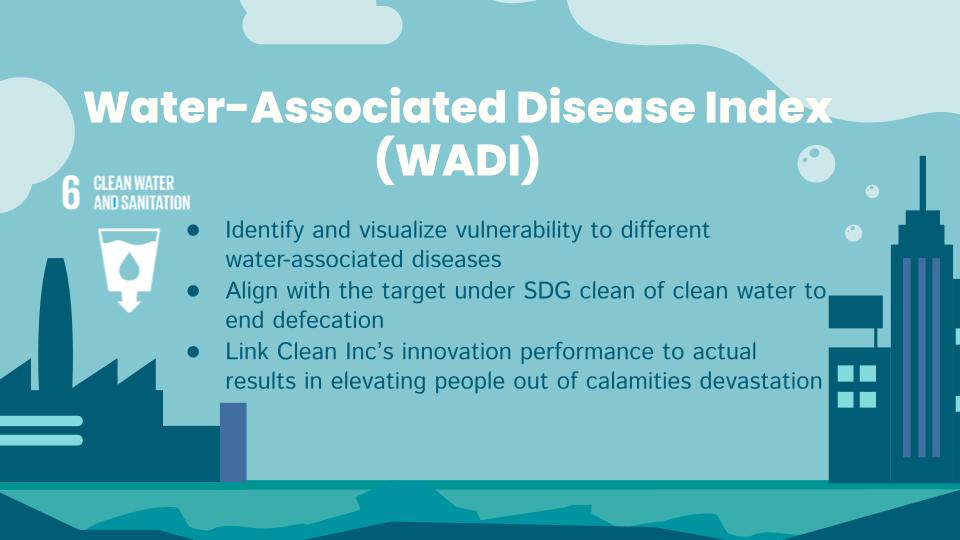 Water-Associated Disease Index
(WADI)
6 CLEAN WATER
AND SANITATION
● Identify and visualize vulnerability to different
water-associated diseases
● Align with the target under SDG clean of clean water to
end defecation
● Link Clean Inc's innovation performance to actual
results in elevating people out of calamities devastation